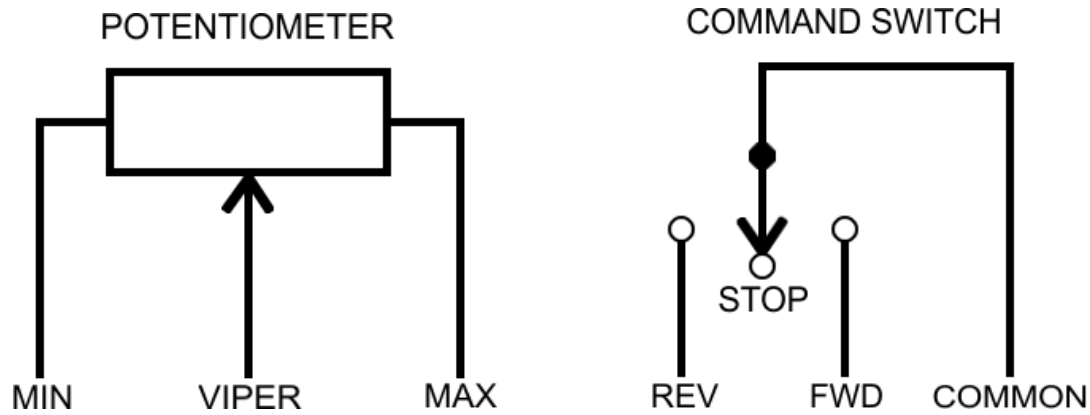 POTENTIOMETER
MIN
VIPER
MAX
COMMAND SWITCH
STOP
REV
FWD
COMMON